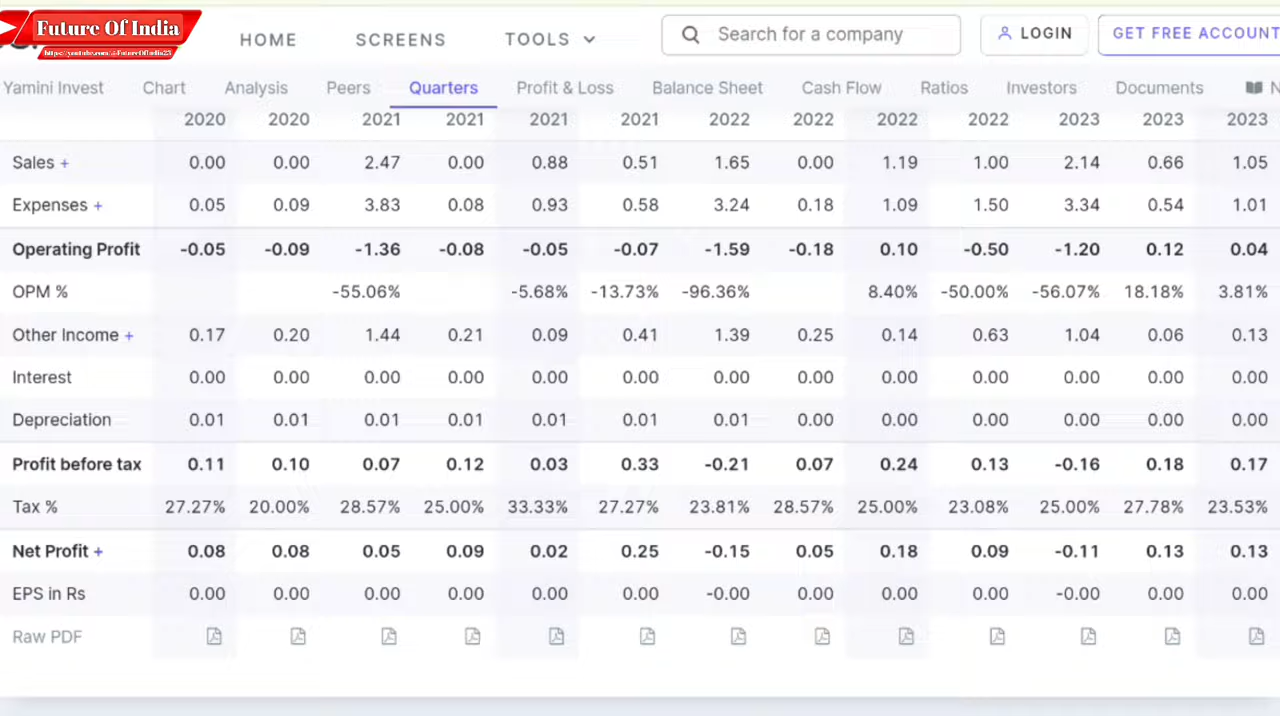 Future Of India
https://youtube.com/@FutureOfIndia23
HOME SCREENS TOOLS Search for a company LOGIN GET FREE ACCOUNT
Yamini Invest Chart Analysis Peers Quarters Profit & Loss Balance Sheet Cash Flow Ratios Investors Documents N
2020 2020 2021 2021 2021 2021 2022 2022 2022 2022 2023 2023 2023
Sales + 0.00 0.00 2.47 0.00 0.88 0.51 1.65 0.00 1.19 1.00 2.14 0.66 1.05
Expenses + 0.05 0.09 3.83 0.08 0.93 0.58 3.24 0.18 1.09 1.50 3.34 0.54 1.01
Operating Profit -0.05 -0.09 -1.36 -0.08 -0.05 -0.07 -1.59 -0.18 0.10 -0.50 -1.20 0.12 0.04
OPM % -55.06% -5.68% -13.73% -96.36% 8.40% -50.00% -56.07% 18.18% 3.81%
Other Income + 0.17 0.20 1.44 0.21 0.09 0.41 1.39 0.25 0.14 0.63 1.04 0.06 0.13
Interest 0.00 0.00 0.00 0.00 0.00 0.00 0.00 0.00 0.00 0.00 0.00 0.00 0.00
Depreciation 0.01 0.01 0.01 0.01 0.01 0.01 0.01 0.00 0.00 0.00 0.00 0.00 0.00
Profit before tax 0.11 0.10 0.07 0.12 0.03 0.33 -0.21 0.07 0.24 0.13 -0.16 0.18 0.17
Tax % 27.27% 20.00% 28.57% 25.00% 33.33% 27.27% 23.81% 28.57% 25.00% 23.08% 25.00% 27.78% 23.53%
Net Profit + 0.08 0.08 0.05 0.09 0.02 0.25 -0.15 0.05 0.18 0.09 -0.11 0.13 0.13
EPS in Rs 0.00 0.00 0.00 0.00 0.00 0.00 -0.00 0.00 0.00 0.00 -0.00 0.00 0.00
Raw PDF